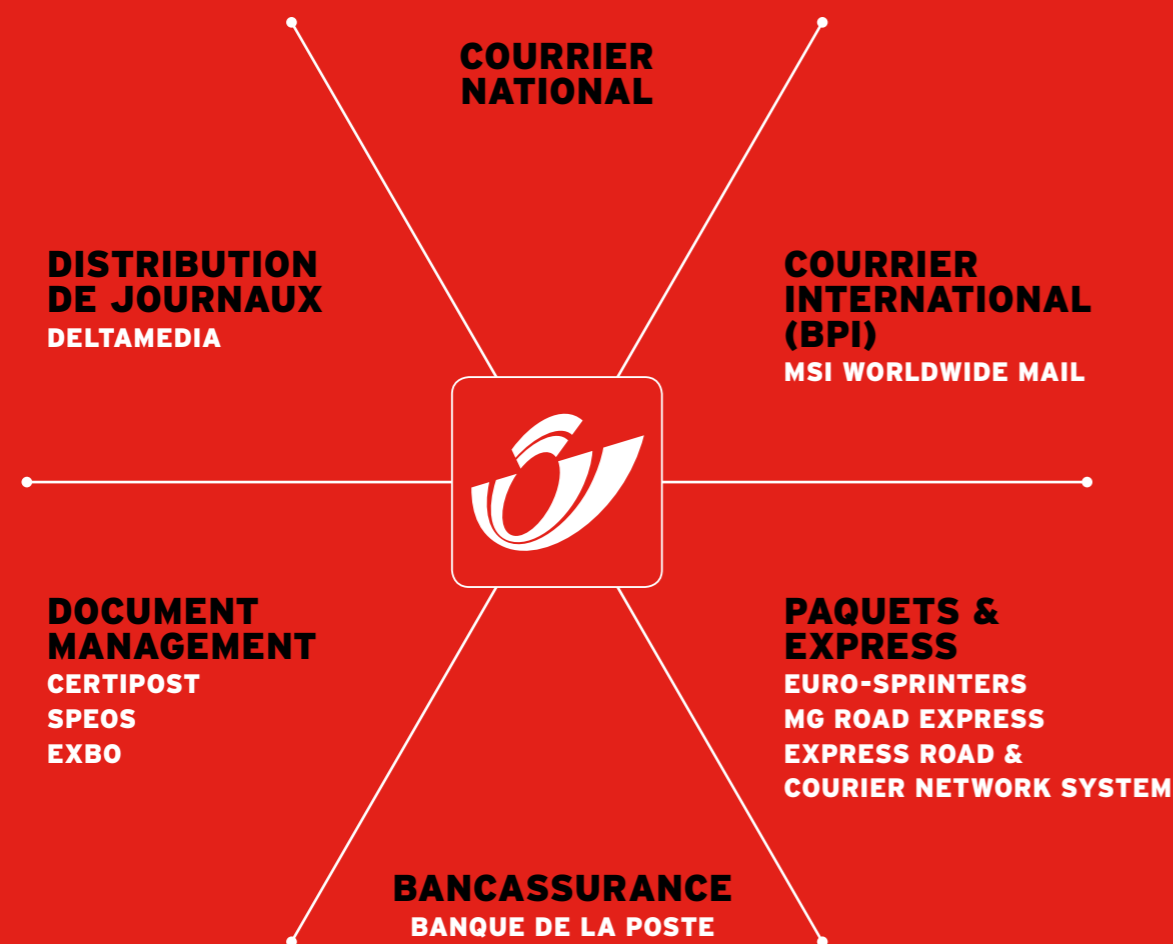 COURRIER
NATIONAL
DISTRIBUTION
DE JOURNAUX
DELTAMEDIA
COURRIER
INTERNATIONAL
(BPI)
MSI WORLDWIDE MAIL
DOCUMENT
MANAGEMENT
CERTIPOST
SPEOS
EXBO
PAQUETS &
EXPRESS
EURO-SPRINTERS
MG ROAD EXPRESS
EXPRESS ROAD &
COURIER NETWORK SYSTEM
BANCASSURANCE
BANQUE DE LA POSTE